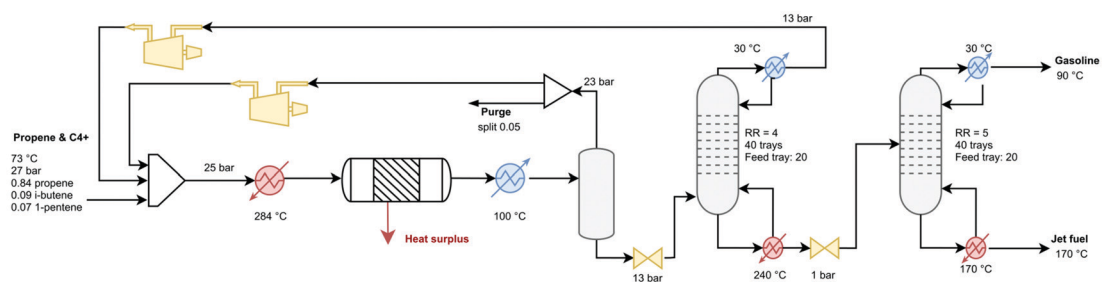 13 bar
30 °C
30 °C
Gasoline
90 °C
23 bar
Purge
split 0.05
Propene & C4+
73 °C
27 bar
0.84 propene
0.09 i-butene
0.07 1-pentene
25 bar
RR = 4
40 trays
Feed tray: 20
RR = 5
40 trays
Feed tray: 20
284 °C
100 °C
Heat surplus
13 bar
240 °C
1 bar
170 °C
Jet fuel
170 °C